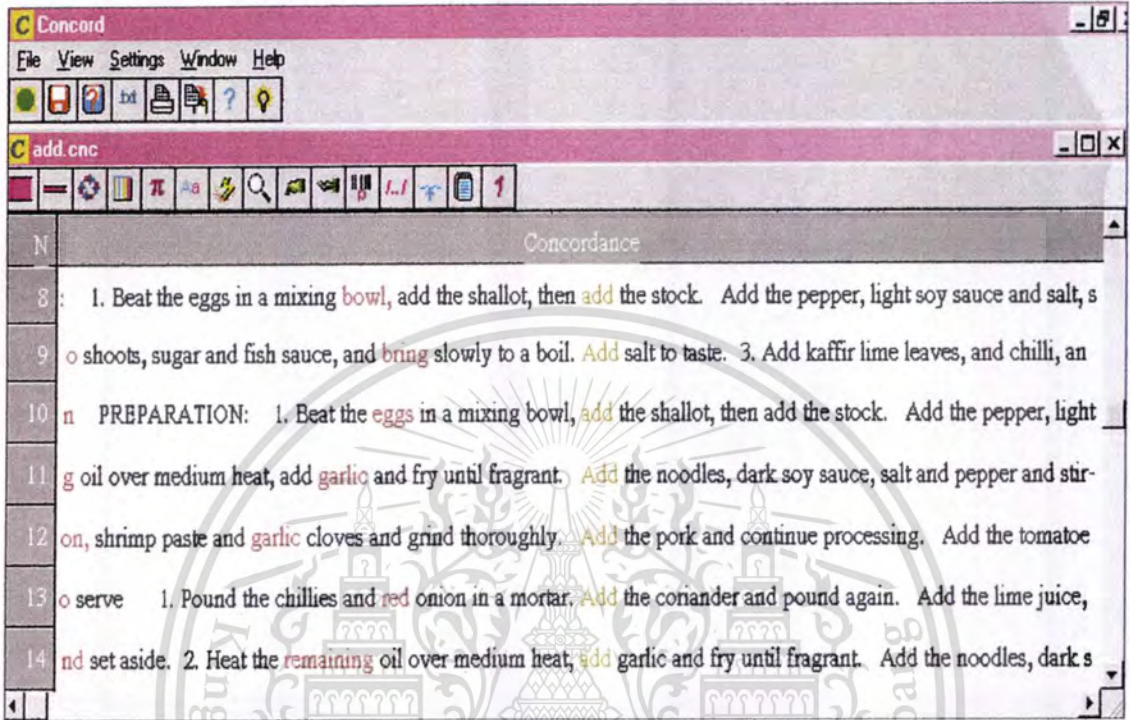 C Concord
File View Settings Window Help
.txt ?
C add.cnc
π Aa
N Concordance
8 : 1. Beat the eggs in a mixing bowl, add the shallot, then add the stock. Add the pepper, light soy sauce and salt, s
9 o shoots, sugar and fish sauce, and bring slowly to a boil. Add salt to taste. 3. Add kaffir lime leaves, and chilli, an
10 n PREPARATION: 1. Beat the eggs in a mixing bowl, add the shallot, then add the stock. Add the pepper, light
11 g oil over medium heat, add garlic and fry until fragrant. Add the noodles, dark soy sauce, salt and pepper and stir-
12 on, shrimp paste and garlic cloves and grind thoroughly. Add the pork and continue processing. Add the tomatoe
13 o serve 1. Pound the chillies and red onion in a mortar. Add the coriander and pound again. Add the lime juice,
14 nd set aside. 2. Heat the remaining oil over medium heat, add garlic and fry until fragrant. Add the noodles, dark s